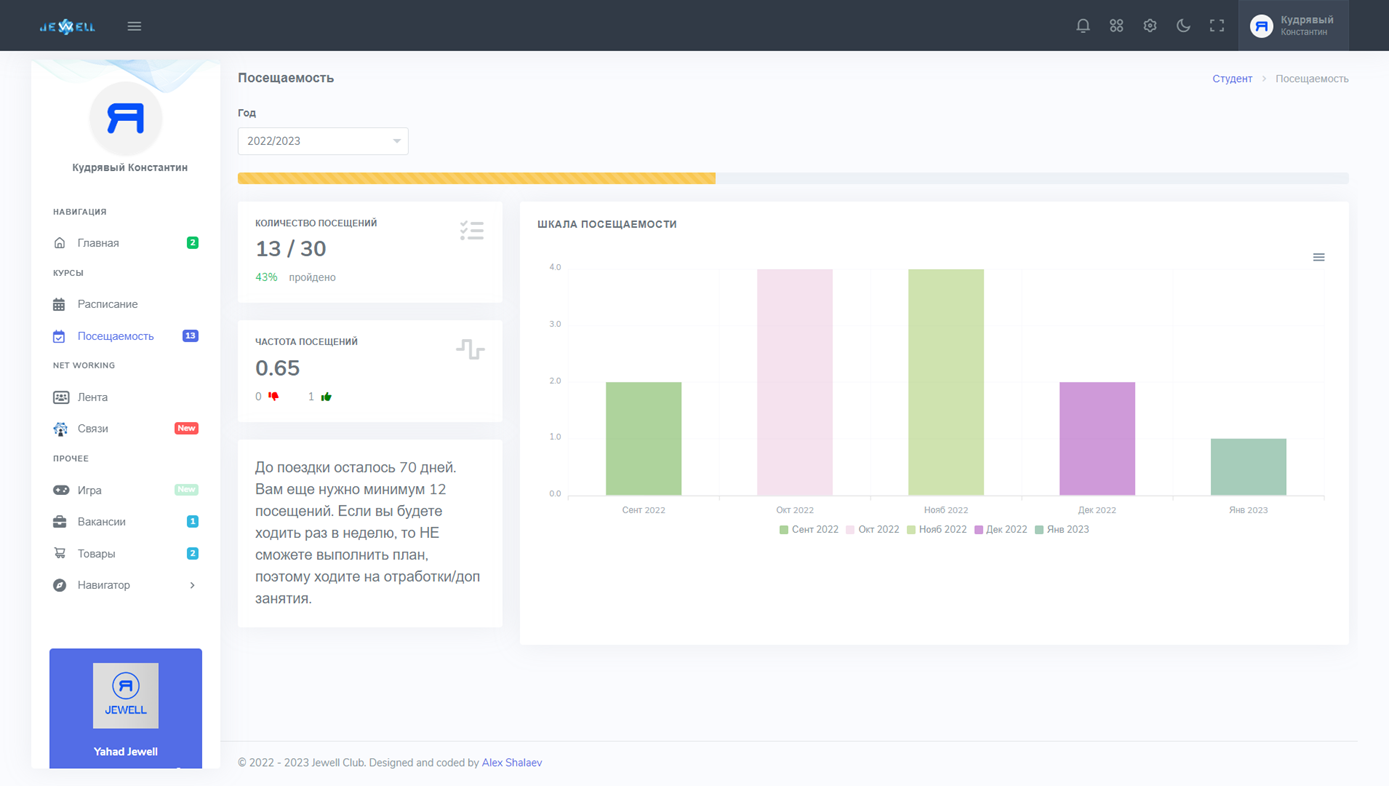 JEWELL
Кудрявый
Константин
Кудрявый Константин
НАВИГАЦИЯ
Главная 2
КУРСЫ
Расписание
Посещаемость 13
NET WORKING
Лента
Связи New
ПРОЧЕЕ
Игра New
Вакансии 1
Товары 2
Навигатор
JEWELL
Yahad Jewell
Посещаемость
Студент > Посещаемость
Год
2022/2023
КОЛИЧЕСТВО ПОСЕЩЕНИЙ
13 / 30
43% пройдено
ЧАСТОТА ПОСЕЩЕНИЙ
0.65
0 1
До поездки осталось 70 дней.
Вам еще нужно минимум 12
посещений. Если вы будете
ходить раз в неделю, то НЕ
сможете выполнить план,
поэтому ходите на отработки/доп
занятия.
ШКАЛА ПОСЕЩАЕМОСТИ
4.0
3.0
2.0
1.0
0.0
Сент 2022 Окт 2022 Нояб 2022 Дек 2022 Янв 2023
Сент 2022 Окт 2022 Нояб 2022 Дек 2022 Янв 2023
© 2022 - 2023 Jewell Club. Designed and coded by Alex Shalaev